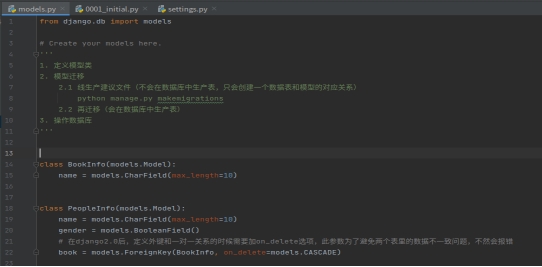 models.py
0001_initial.py
settings.py
1 from django.db import models
2
3 # Create your models here.
4 '''
5 1. 定义模型类
6 2. 模型迁移
7 2.1 线生产建议文件（不会在数据库中生产表，只会创建一个数据表和模型的对应关系）
8 python manage.py makemigrations
9 2.2 再迁移（会在数据库中生产表）
10 3. 操作数据库
11 '''
12
13
14 class BookInfo(models.Model):
15 name = models.CharField(max_length=10)
16
17
18 class PeopleInfo(models.Model):
19 name = models.CharField(max_length=10)
20 gender = models.BooleanField()
21 # 在django2.0后，定义外键和一对一关系的时候需要加on_delete选项，此参数为了避免两个表里的数据不一致问题，不然会报错
22 book = models.ForeignKey(BookInfo, on_delete=models.CASCADE)
23